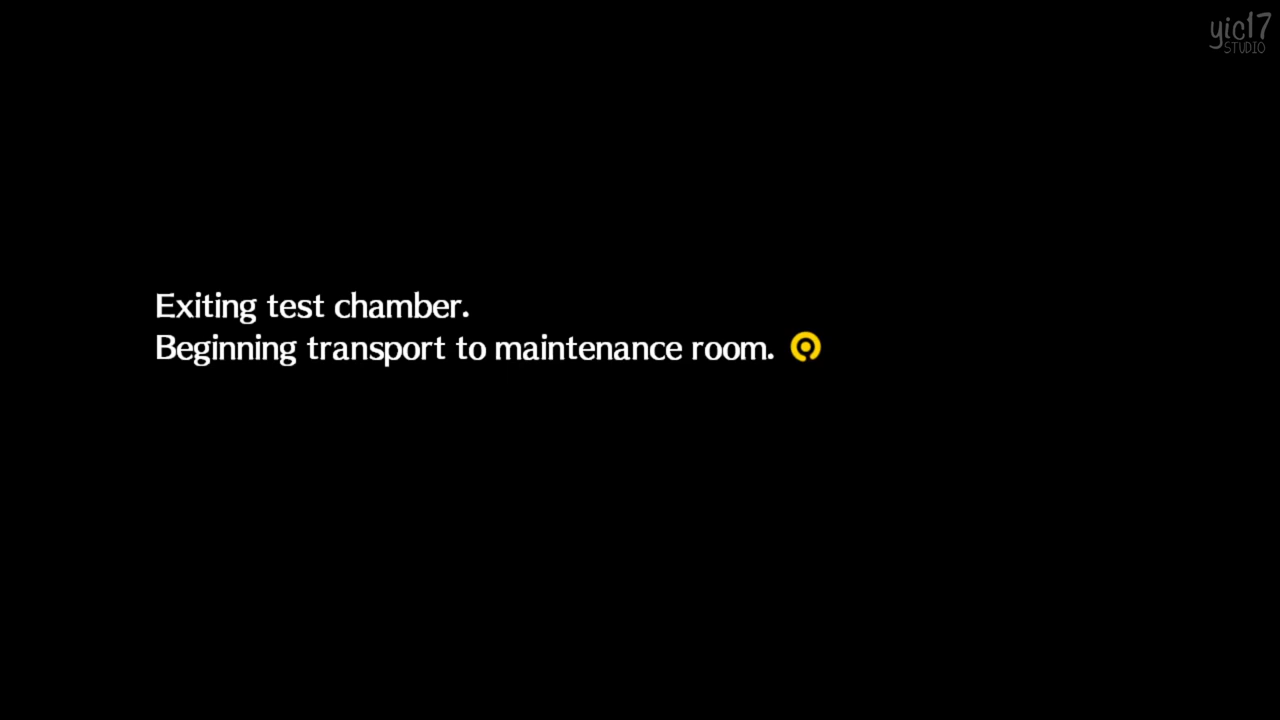 yic17
STUDIO
Exiting test chamber.
Beginning transport to maintenance room.